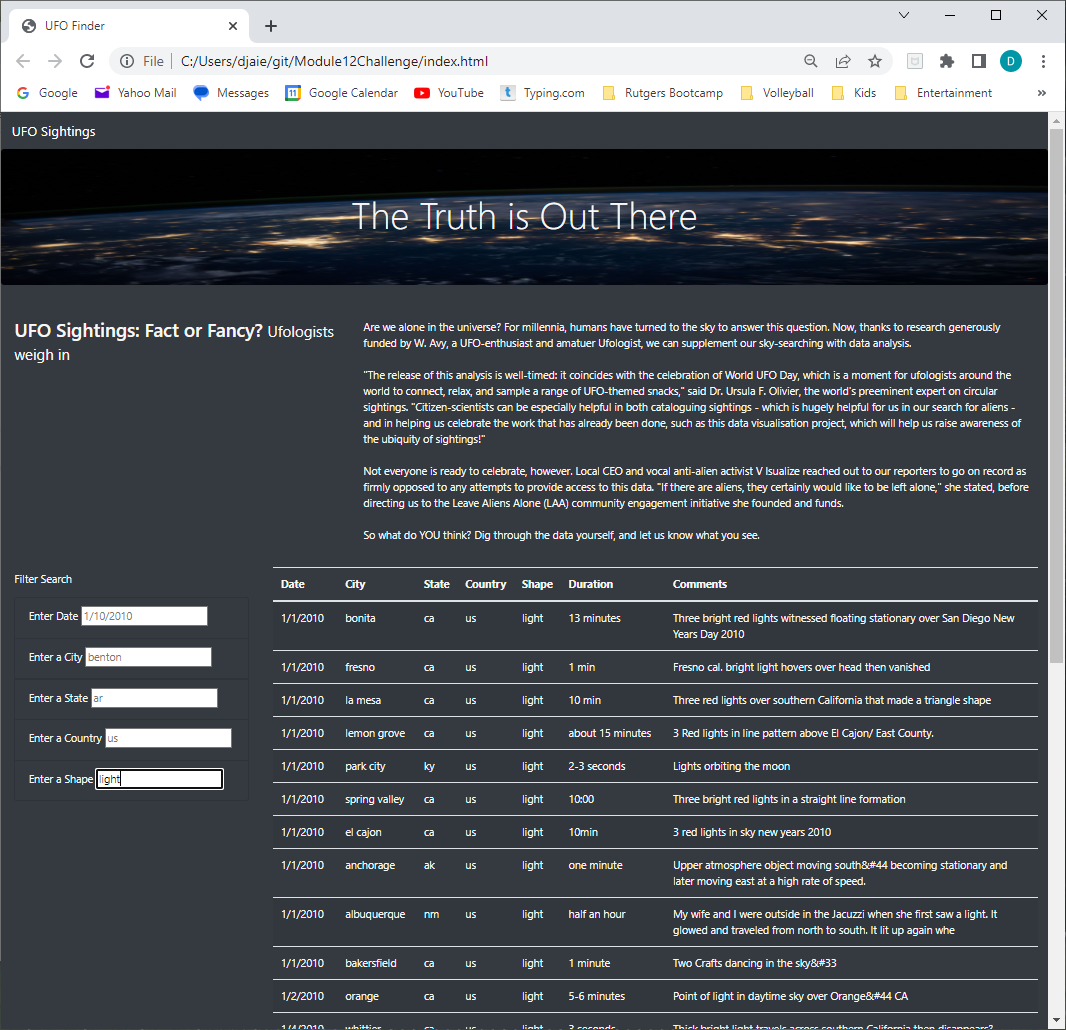 UFO Finder
File
C:/Users/djaie/git/Module12Challenge/index.html
D
Google
Yahoo Mail
Messages
Google Calendar
YouTube
Typing.com
Rutgers Bootcamp
Volleyball
Kids
Entertainment
»
UFO Sightings
The Truth is Out There
UFO Sightings: Fact or Fancy? Ufologists
weigh in
Are we alone in the universe? For millennia, humans have turned to the sky to answer this question. Now, thanks to research generously
funded by W. Avy, a UFO-enthusiast and amatuer Ufologist, we can supplement our sky-searching with data analysis.
"The release of this analysis is well-timed: it coincides with the celebration of World UFO Day, which is a moment for ufologists around the
world to connect, relax, and sample a range of UFO-themed snacks," said Dr. Ursula F. Olivier, the world's preeminent expert on circular
sightings. "Citizen-scientists can be especially helpful in both cataloguing sightings - which is hugely helpful for us in our search for aliens -
and in helping us celebrate the work that has already been done, such as this data visualisation project, which will help us raise awareness of
the ubiquity of sightings!"
Not everyone is ready to celebrate, however. Local CEO and vocal anti-alien activist V Isualize reached out to our reporters to go on record as
firmly opposed to any attempts to provide access to this data. "If there are aliens, they certainly would like to be left alone," she stated, before
directing us to the Leave Aliens Alone (LAA) community engagement initiative she founded and funds.
So what do YOU think? Dig through the data yourself, and let us know what you see.
Filter Search
Enter Date 1/10/2010
Enter a City benton
Enter a State ar
Enter a Country us
Enter a Shape light
Date City State Country Shape Duration Comments
1/1/2010 bonita ca us light 13 minutes Three bright red lights witnessed floating stationary over San Diego New
Years Day 2010
1/1/2010 fresno ca us light 1 min Fresno cal. bright light hovers over head then vanished
1/1/2010 la mesa ca us light 10 min Three red lights over southern California that made a triangle shape
1/1/2010 lemon grove ca us light about 15 minutes 3 Red lights in line pattern above El Cajon/ East County.
1/1/2010 park city ky us light 2-3 seconds Lights orbiting the moon
1/1/2010 spring valley ca us light 10:00 Three bright red lights in a straight line formation
1/1/2010 el cajon ca us light 10min 3 red lights in sky new years 2010
1/1/2010 anchorage ak us light one minute Upper atmosphere object moving south&#44 becoming stationary and
later moving east at a high rate of speed.
1/1/2010 albuquerque nm us light half an hour My wife and I were outside in the Jacuzzi when she first saw a light. It
glowed and traveled from north to south. It lit up again whe
1/1/2010 bakersfield ca us light 1 minute Two Crafts dancing in the sky&#33
1/2/2010 orange ca us light 5-6 minutes Point of light in daytime sky over Orange&#44 CA
1/4/2010 whittier ca us light 3 seconds Thick bright light travels across southern California then disappears?